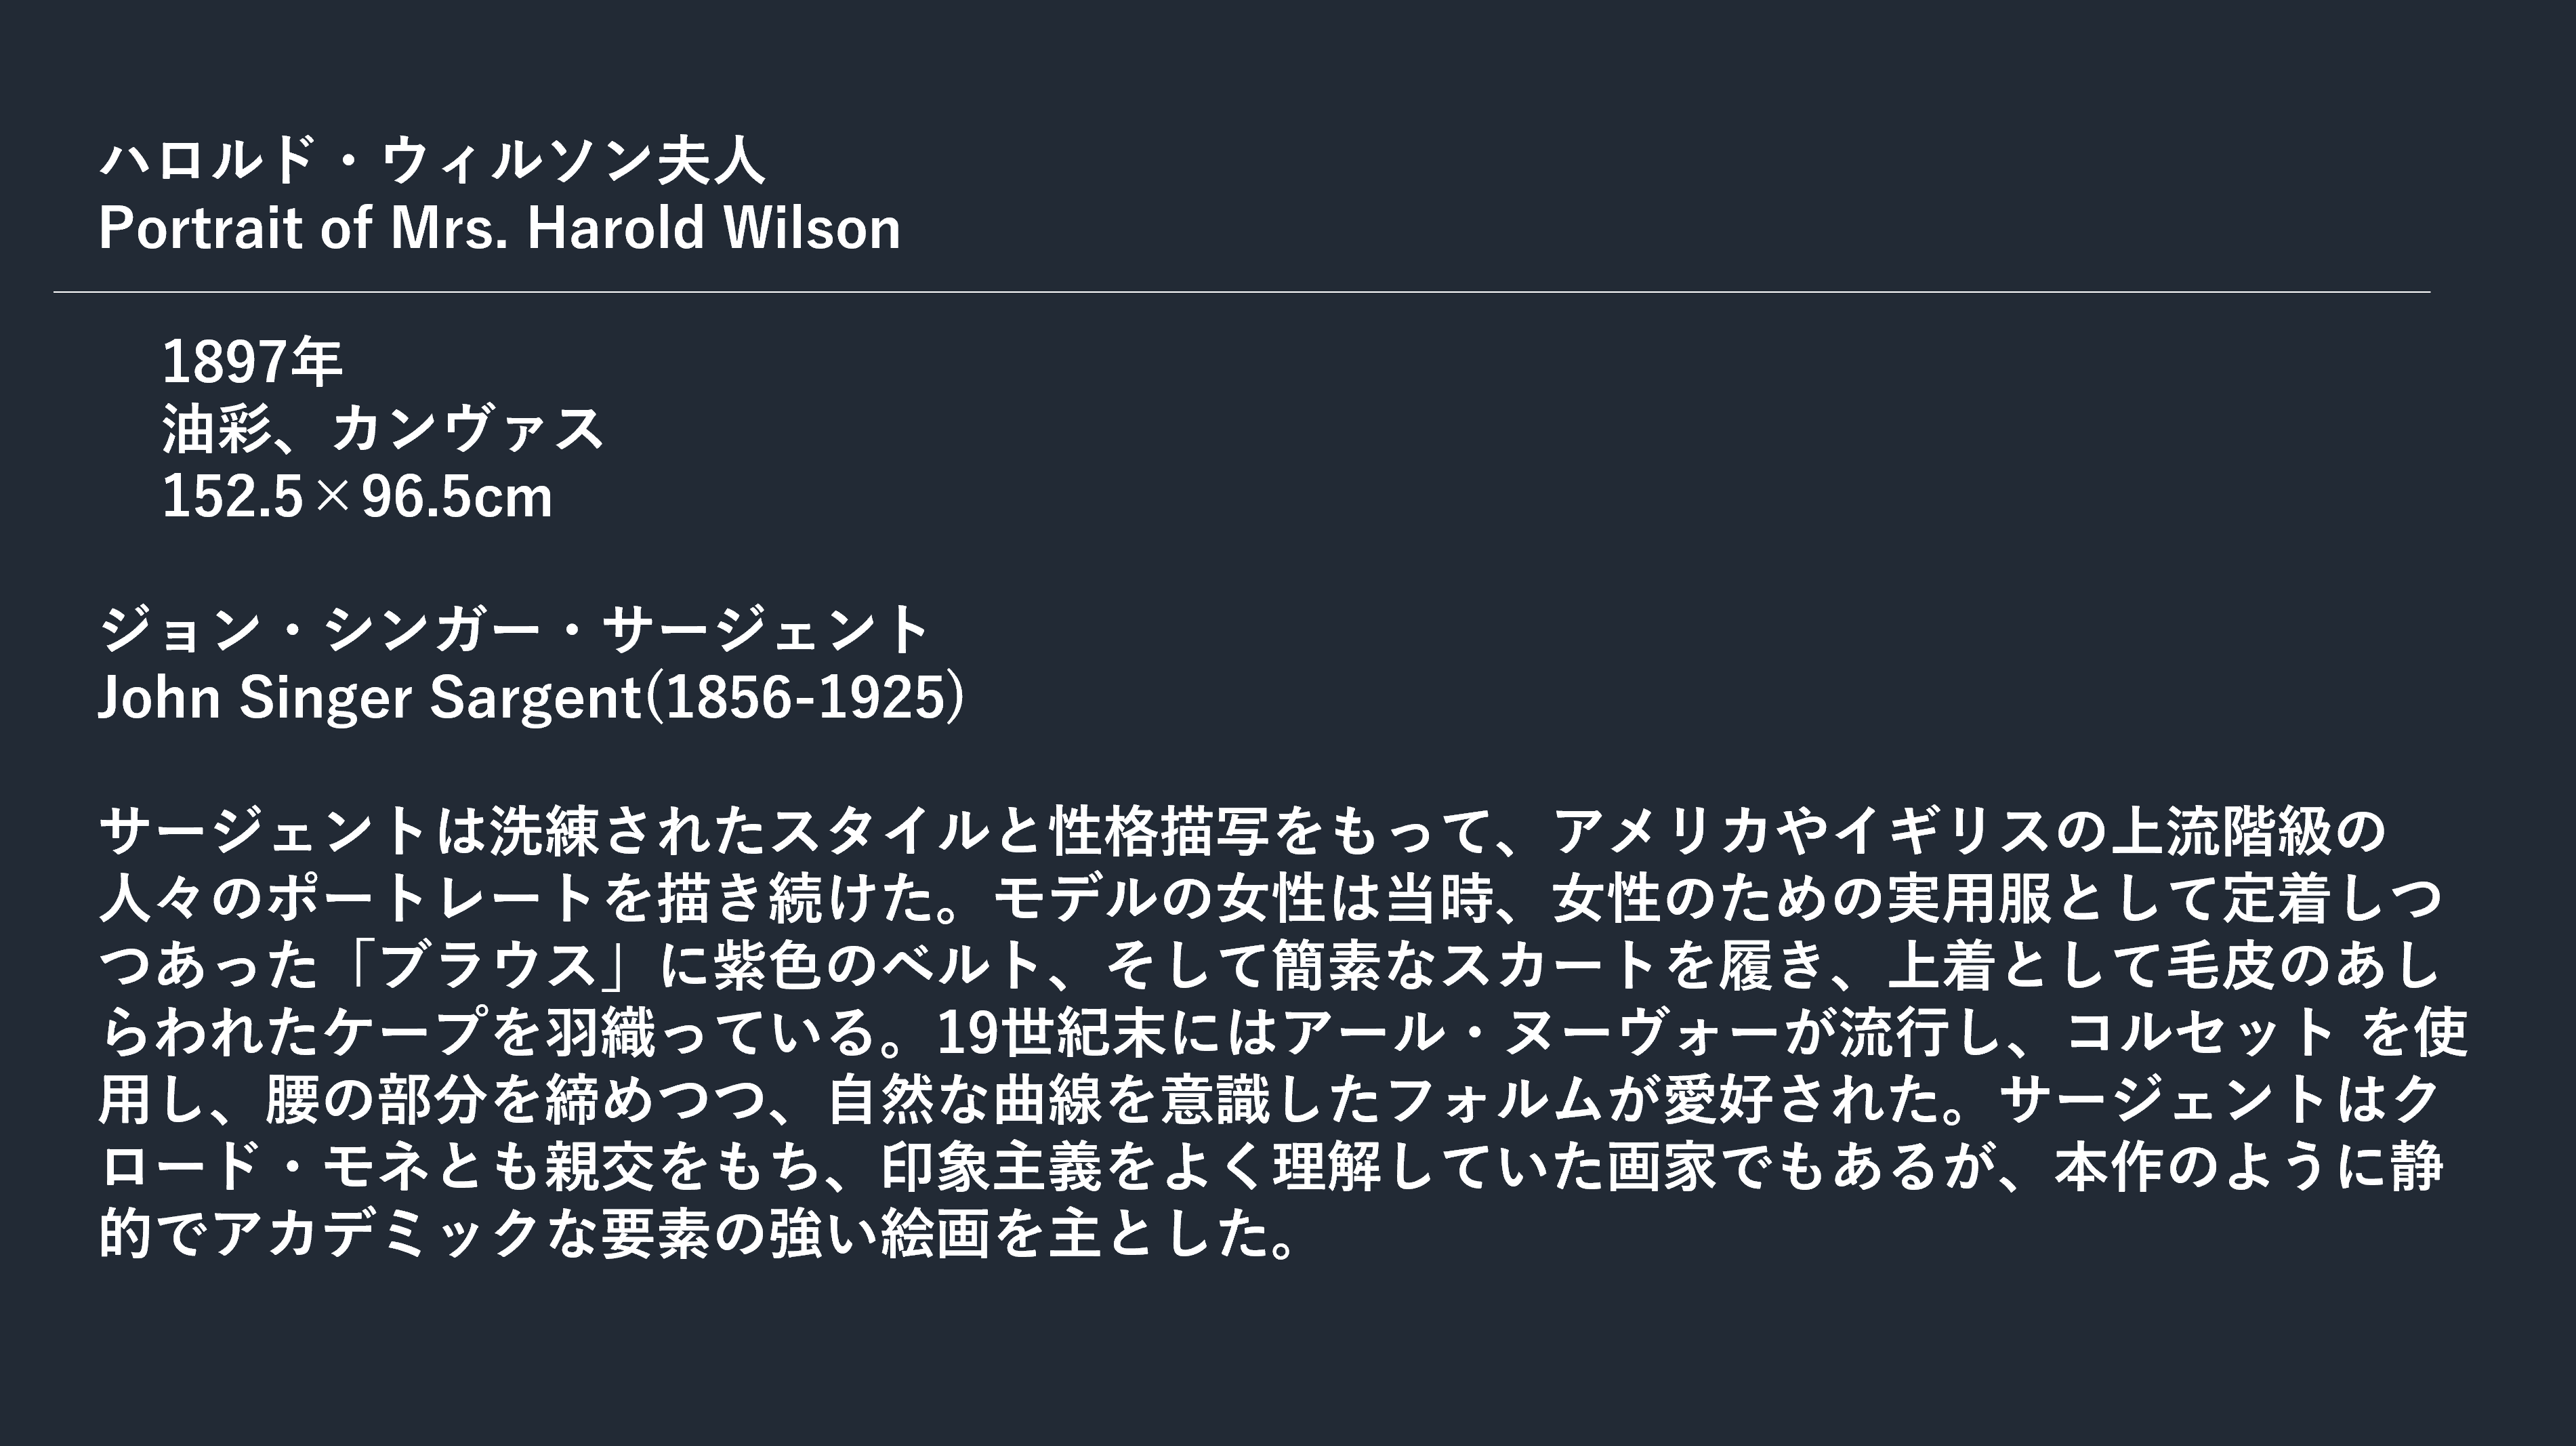 ハロルド・ウィルソン夫人
Portrait of Mrs. Harold Wilson
1897年
油彩、カンヴァス
152.5×96.5cm
ジョン・シンガー・サージェント
John Singer Sargent(1856-1925)
サージェントは洗練されたスタイルと性格描写をもって、アメリカやイギリスの上流階級の
人々のポートレートを描き続けた。モデルの女性は当時、女性のための実用服として定着しつ
つあった「ブラウス」に紫色のベルト、そして簡素なスカートを履き、上着として毛皮のあし
らわれたケープを羽織っている。19世紀末にはアール・ヌーヴォーが流行し、コルセット を使
用し、腰の部分を締めつつ、自然な曲線を意識したフォルムが愛好された。サージェントはク
ロード・モネとも親交をもち、印象主義をよく理解していた画家でもあるが、本作のように静
的でアカデミックな要素の強い絵画を主とした。